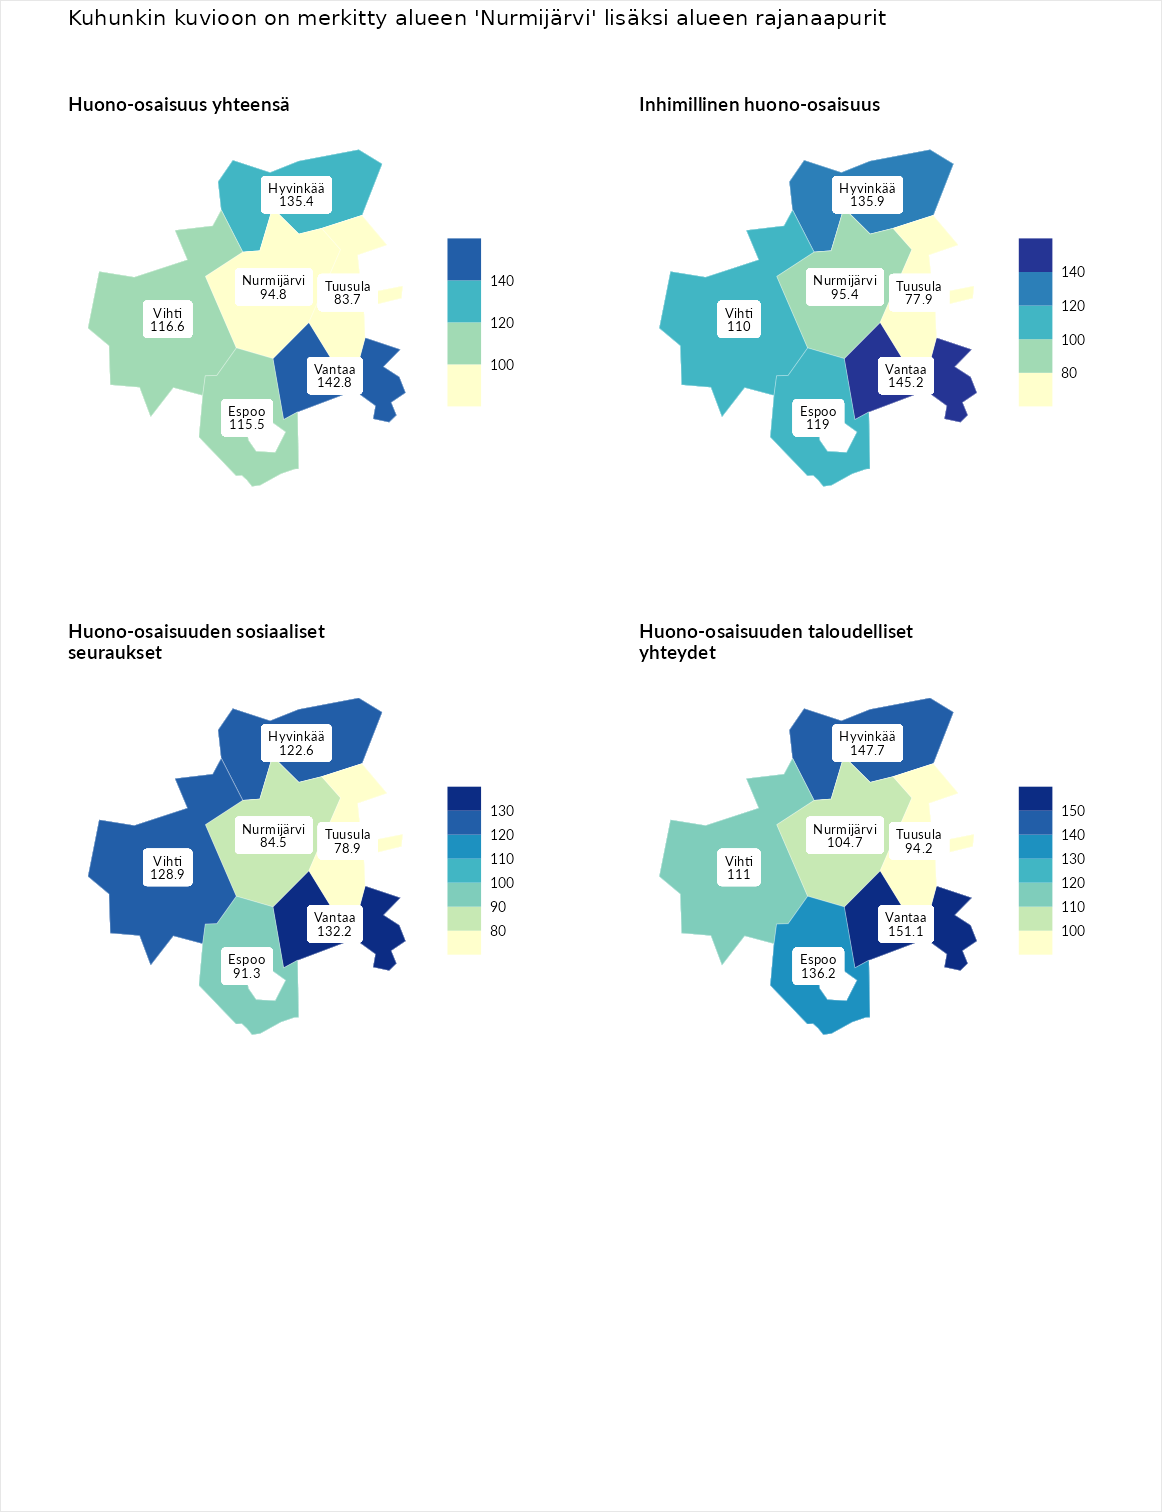 Kuhunkin kuvioon on merkitty alueen 'Nurmijärvi' lisäksi alueen rajanaapurit
Huono-osaisuus yhteensä
Hyvinkää
135.4
Nurmijärvi
94.8
Tuusula
83.7
Vihti
116.6
Vantaa
142.8
Espoo
115.5
140
120
100
Inhimillinen huono-osaisuus
Hyvinkää
135.9
Nurmijärvi
95.4
Tuusula
77.9
Vihti
110
Vantaa
145.2
Espoo
119
140
120
100
80
Huono-osaisuuden sosiaaliset
seuraukset
Hyvinkää
122.6
Nurmijärvi
84.5
Tuusula
78.9
Vihti
128.9
Vantaa
132.2
Espoo
91.3
130
120
110
100
90
80
Huono-osaisuuden taloudelliset
yhteydet
Hyvinkää
147.7
Nurmijärvi
104.7
Tuusula
94.2
Vihti
111
Vantaa
151.1
Espoo
136.2
150
140
130
120
110
100